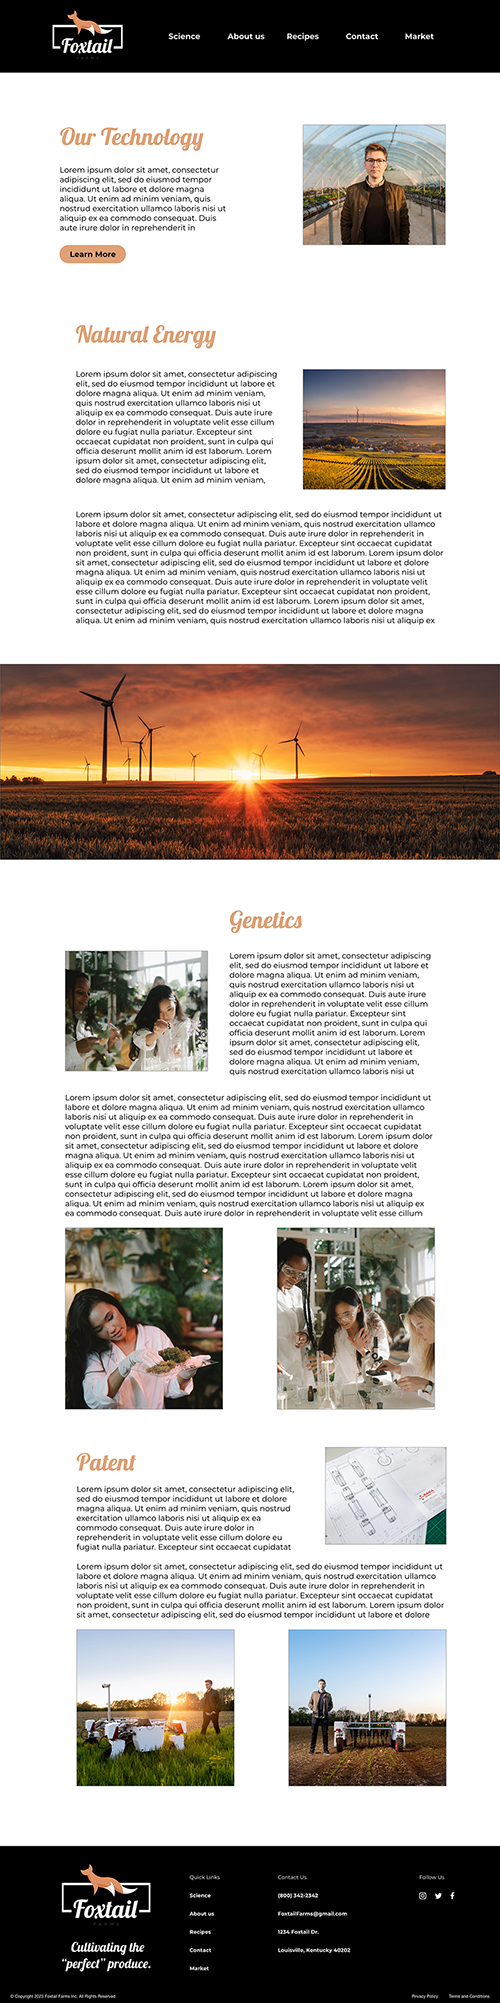 Foxtail
FARMS
Science
About us
Recipes
Contact
Market
Our Technology
Lorem ipsum dolor sit amet, consectetur
adipiscing elit, sed do eiusmod tempor
incididunt ut labore et dolore magna
aliqua. Ut enim ad minim veniam, quis
nostrud exercitation ullamco laboris nisi ut
aliquip ex ea commodo consequat. Duis
aute irure dolor in reprehenderit in
Learn More
Natural Energy
Lorem ipsum dolor sit amet, consectetur adipiscing
elit, sed do eiusmod tempor incididunt ut labore et
dolore magna aliqua. Ut enim ad minim veniam,
quis nostrud exercitation ullamco laboris nisi ut
aliquip ex ea commodo consequat. Duis aute irure
dolor in reprehenderit in voluptate velit esse cillum
dolore eu fugiat nulla pariatur. Excepteur sint
occaecat cupidatat non proident, sunt in culpa qui
officia deserunt mollit anim id est laborum. Lorem
ipsum dolor sit amet, consectetur adipiscing elit,
sed do eiusmod tempor incididunt ut labore et
dolore magna aliqua. Ut enim ad minim veniam,
Lorem ipsum dolor sit amet, consectetur adipiscing elit, sed do eiusmod tempor incididunt ut
labore et dolore magna aliqua. Ut enim ad minim veniam, quis nostrud exercitation ullamco
laboris nisi ut aliquip ex ea commodo consequat. Duis aute irure dolor in reprehenderit in
voluptate velit esse cillum dolore eu fugiat nulla pariatur. Excepteur sint occaecat cupidatat
non proident, sunt in culpa qui officia deserunt mollit anim id est laborum. Lorem ipsum dolor
sit amet, consectetur adipiscing elit, sed do eiusmod tempor incididunt ut labore et dolore
magna aliqua. Ut enim ad minim veniam, quis nostrud exercitation ullamco laboris nisi ut
aliquip ex ea commodo consequat. Duis aute irure dolor in reprehenderit in voluptate velit
esse cillum dolore eu fugiat nulla pariatur. Excepteur sint occaecat cupidatat non proident,
sunt in culpa qui officia deserunt mollit anim id est laborum. Lorem ipsum dolor sit amet,
consectetur adipiscing elit, sed do eiusmod tempor incididunt ut labore et dolore magna
aliqua. Ut enim ad minim veniam, quis nostrud exercitation ullamco laboris nisi ut aliquip ex
Genetics
Lorem ipsum dolor sit amet, consectetur adipiscing
elit, sed do eiusmod tempor incididunt ut labore et
dolore magna aliqua. Ut enim ad minim veniam,
quis nostrud exercitation ullamco laboris nisi ut
aliquip ex ea commodo consequat. Duis aute irure
dolor in reprehenderit in voluptate velit esse cillum
dolore eu fugiat nulla pariatur. Excepteur sint
occaecat cupidatat non proident, sunt in culpa qui
officia deserunt mollit anim id est laborum. Lorem
ipsum dolor sit amet, consectetur adipiscing elit,
sed do eiusmod tempor incididunt ut labore et
dolore magna aliqua. Ut enim ad minim veniam,
quis nostrud exercitation ullamco laboris nisi ut
Lorem ipsum dolor sit amet, consectetur adipiscing elit, sed do eiusmod tempor incididunt ut
labore et dolore magna aliqua. Ut enim ad minim veniam, quis nostrud exercitation ullamco
laboris nisi ut aliquip ex ea commodo consequat. Duis aute irure dolor in reprehenderit in
voluptate velit esse cillum dolore eu fugiat nulla pariatur. Excepteur sint occaecat cupidatat
non proident, sunt in culpa qui officia deserunt mollit anim id est laborum. Lorem ipsum dolor
sit amet, consectetur adipiscing elit, sed do eiusmod tempor incididunt ut labore et dolore
magna aliqua. Ut enim ad minim veniam, quis nostrud exercitation ullamco laboris nisi ut
aliquip ex ea commodo consequat. Duis aute irure dolor in reprehenderit in voluptate velit
esse cillum dolore eu fugiat nulla pariatur. Excepteur sint occaecat cupidatat non proident,
sunt in culpa qui officia deserunt mollit anim id est laborum. Lorem ipsum dolor sit amet,
consectetur adipiscing elit, sed do eiusmod tempor incididunt ut labore et dolore magna
aliqua. Ut enim ad minim veniam, quis nostrud exercitation ullamco laboris nisi ut aliquip ex
ea commodo consequat. Duis aute irure dolor in reprehenderit in voluptate velit esse cillum
Patent
Lorem ipsum dolor sit amet, consectetur adipiscing elit,
sed do eiusmod tempor incididunt ut labore et dolore
magna aliqua. Ut enim ad minim veniam, quis nostrud
exercitation ullamco laboris nisi ut aliquip ex ea
commodo consequat. Duis aute irure dolor in
reprehenderit in voluptate velit esse cillum dolore eu
fugiat nulla pariatur. Excepteur sint occaecat cupidatat
Lorem ipsum dolor sit amet, consectetur adipiscing elit, sed do eiusmod tempor incididunt ut
labore et dolore magna aliqua. Ut enim ad minim veniam, quis nostrud exercitation ullamco
laboris nisi ut aliquip ex ea commodo consequat. Duis aute irure dolor in reprehenderit in
voluptate velit esse cillum dolore eu fugiat nulla pariatur. Excepteur sint occaecat cupidatat
non proident, sunt in culpa qui officia deserunt mollit anim id est laborum. Lorem ipsum dolor
sit amet, consectetur adipiscing elit, sed do eiusmod tempor incididunt ut labore et dolore
Foxtail
FARMS
Cultivating the
“perfect” produce.
Quick Links
Science
About us
Recipes
Contact
Market
Contact Us
(800) 342-2342
FoxtailFarms@gmail.com
1234 Foxtail Dr.
Louisville, Kentucky 40202
Follow Us
© Copyright 2023 Foxtail Farms Inc. All Rights Reserved
Privacy Policy
Terms and Conditions